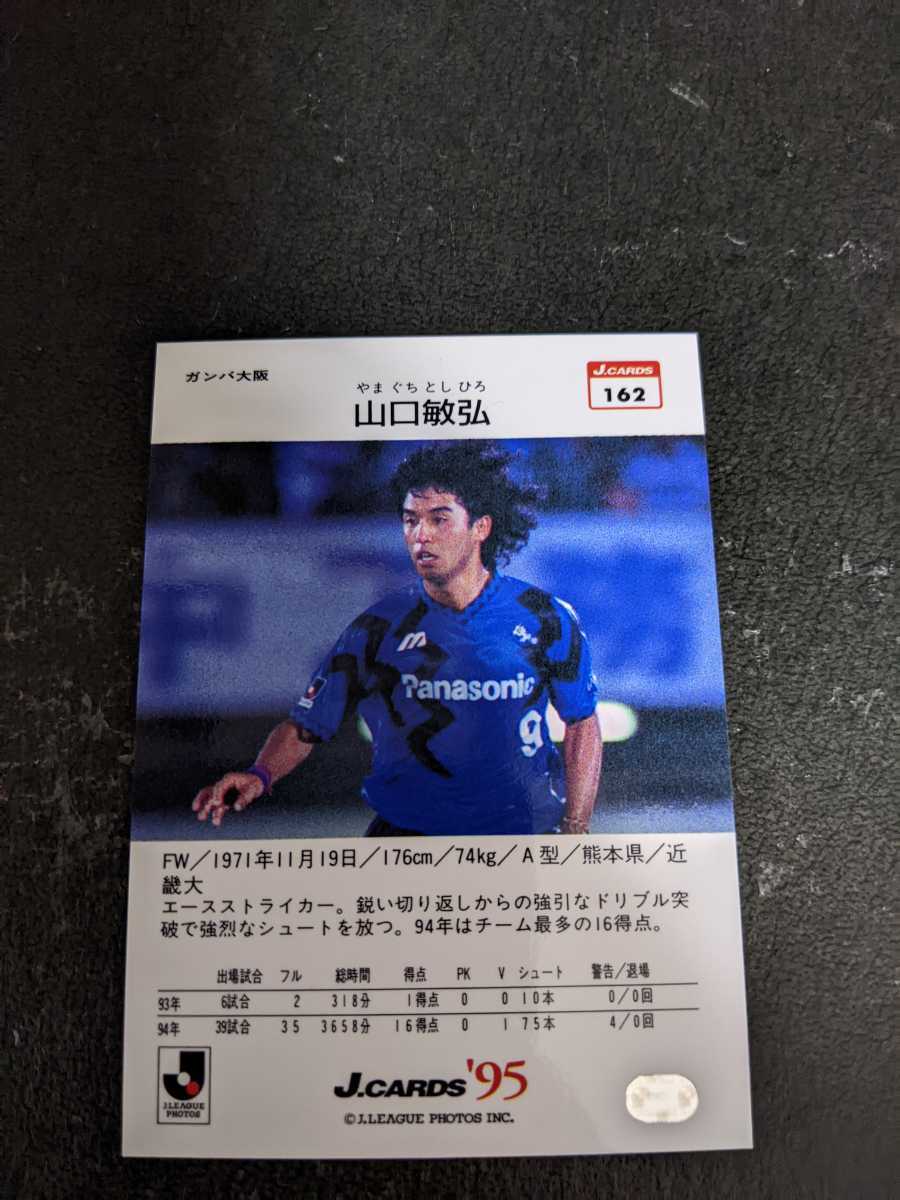 ガンバ大阪
J.CARDS
162
やま ぐち とし ひろ
山口敏弘
Panasonic
9
FW/1971年11月19日/176cm/74kg/A型/熊本県/近
畿大
エースストライカー。鋭い切り返しからの強引なドリブル突
破で強烈なシュートを放つ。94年はチーム最多の16得点。
出場試合 フル 総時間 得点 PK V シュート 警告/退場
93年 6試合 2 318分 1得点 0 0 10本 0/0回
94年 39試合 35 3658分 16得点 0 1 75本 4/0回
J.LEAGUE
PHOTOS
J.CARDS '95
©J.LEAGUE PHOTOS INC.